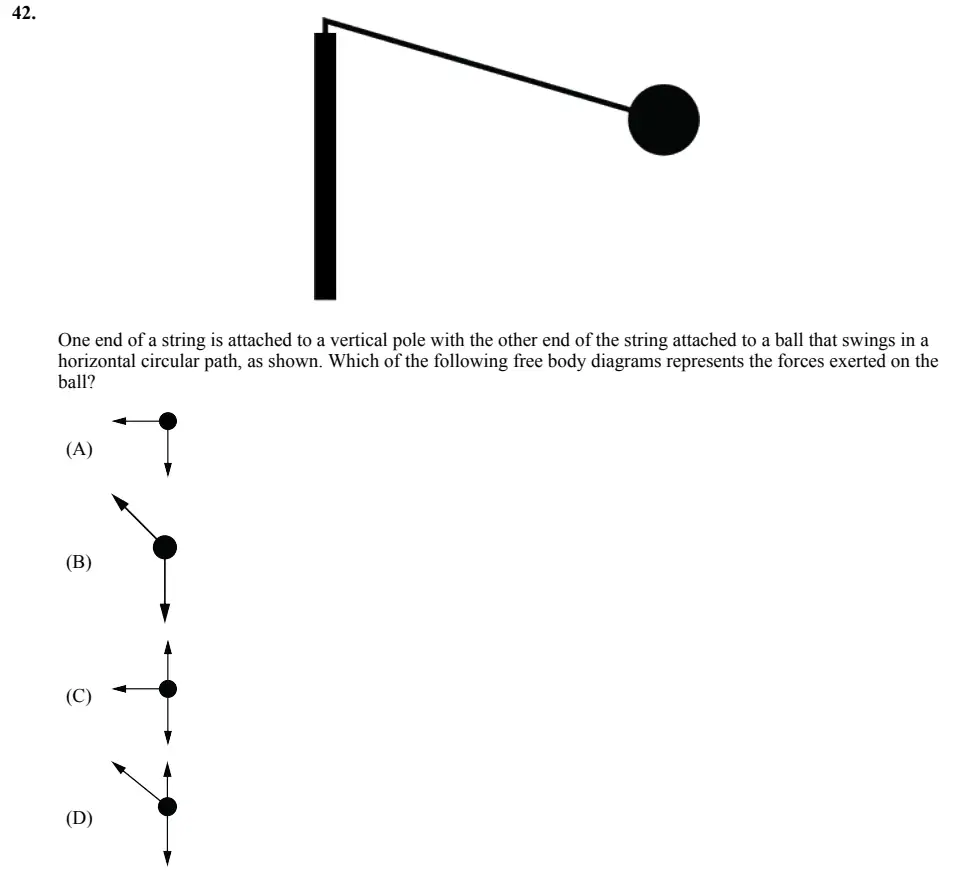 42.
One end of a string is attached to a vertical pole with the other end of the string attached to a ball that swings in a
horizontal circular path, as shown. Which of the following free body diagrams represents the forces exerted on the
ball?
(A)
(B)
(C)
(D)